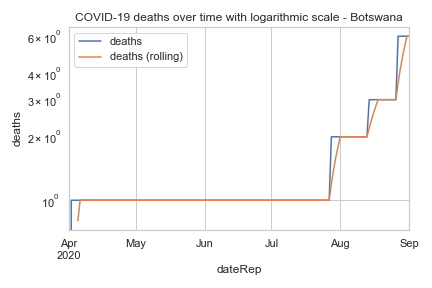 COVID-19 deaths over time with logarithmic scale - Botswana
deaths
deaths (rolling)
6 × 10⁰
4 × 10⁰
3 × 10⁰
2 × 10⁰
10⁰
deaths
Apr
2020
May
Jun
Jul
Aug
Sep
dateRep